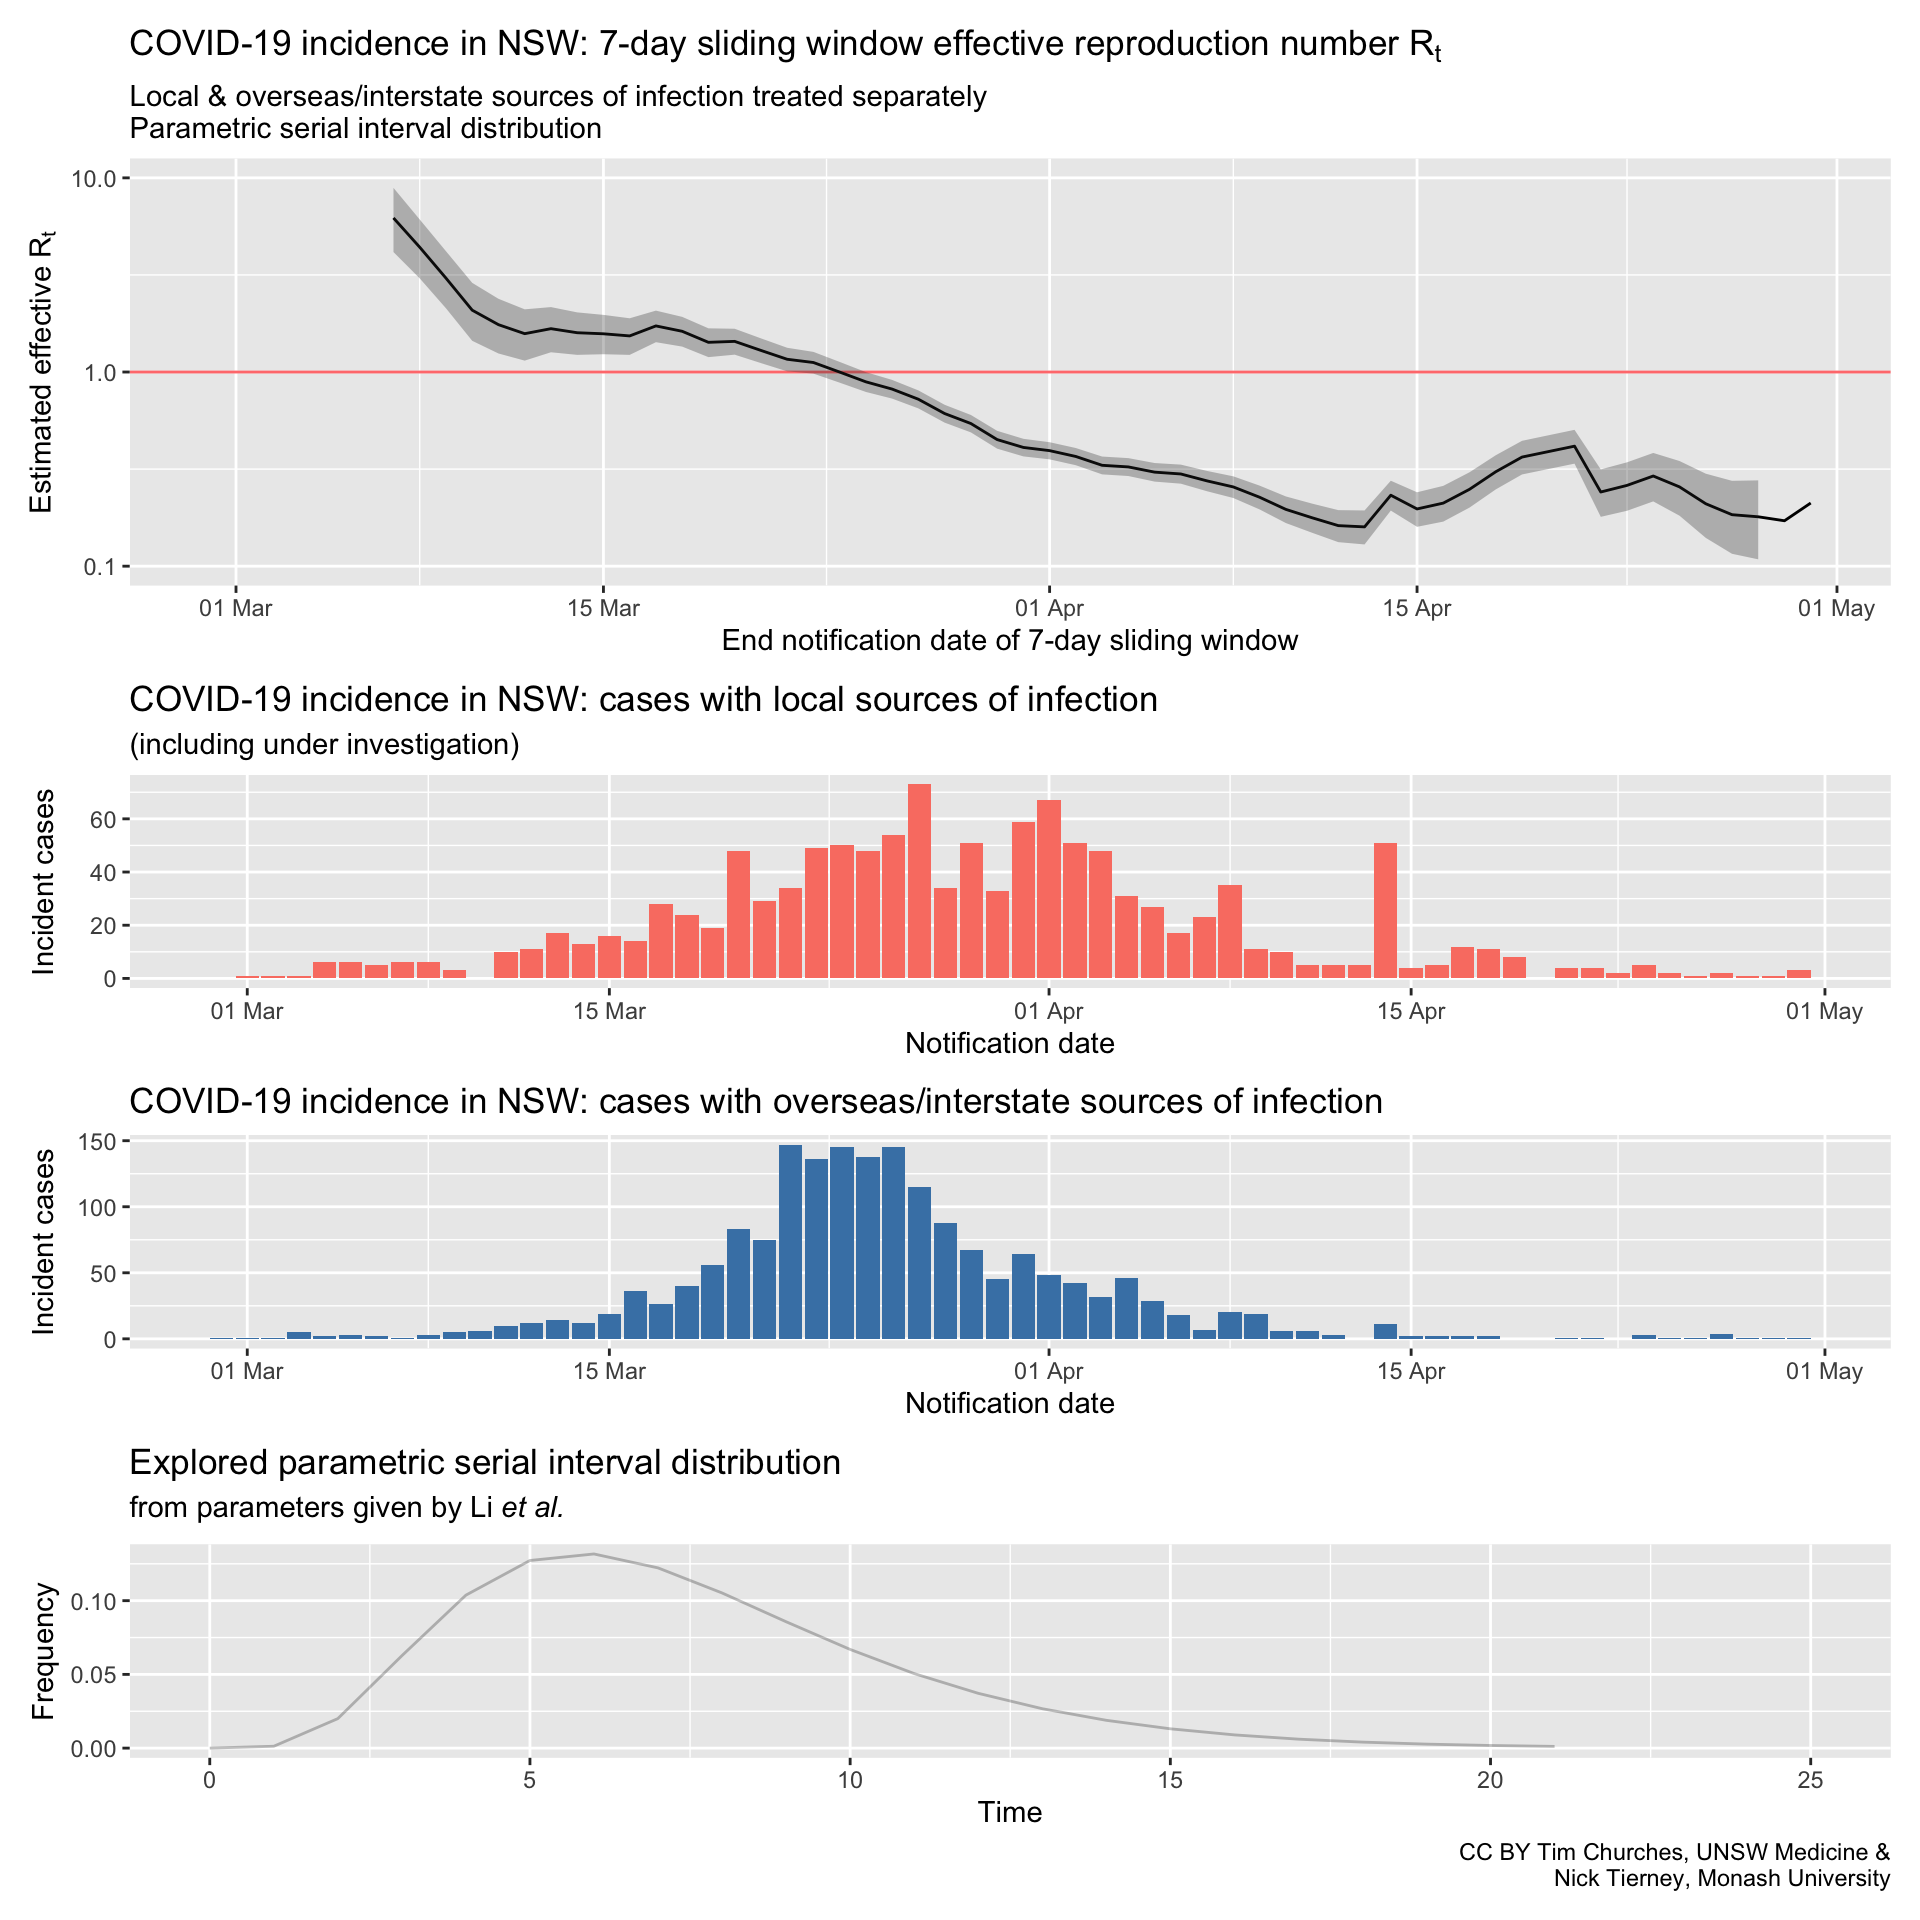 COVID-19 incidence in NSW: 7-day sliding window effective reproduction number Rt
Local & overseas/interstate sources of infection treated separately
Parametric serial interval distribution
Estimated effective Rt
10.0
1.0
0.1
01 Mar 15 Mar 01 Apr 15 Apr 01 May
End notification date of 7-day sliding window
COVID-19 incidence in NSW: cases with local sources of infection
(including under investigation)
Incident cases
60
40
20
0
01 Mar 15 Mar 01 Apr 15 Apr 01 May
Notification date
COVID-19 incidence in NSW: cases with overseas/interstate sources of infection
Incident cases
150
100
50
0
01 Mar 15 Mar 01 Apr 15 Apr 01 May
Notification date
Explored parametric serial interval distribution
from parameters given by Li et al.
Frequency
0.10
0.05
0.00
0 5 10 15 20 25
Time
CC BY Tim Churches, UNSW Medicine &
Nick Tierney, Monash University